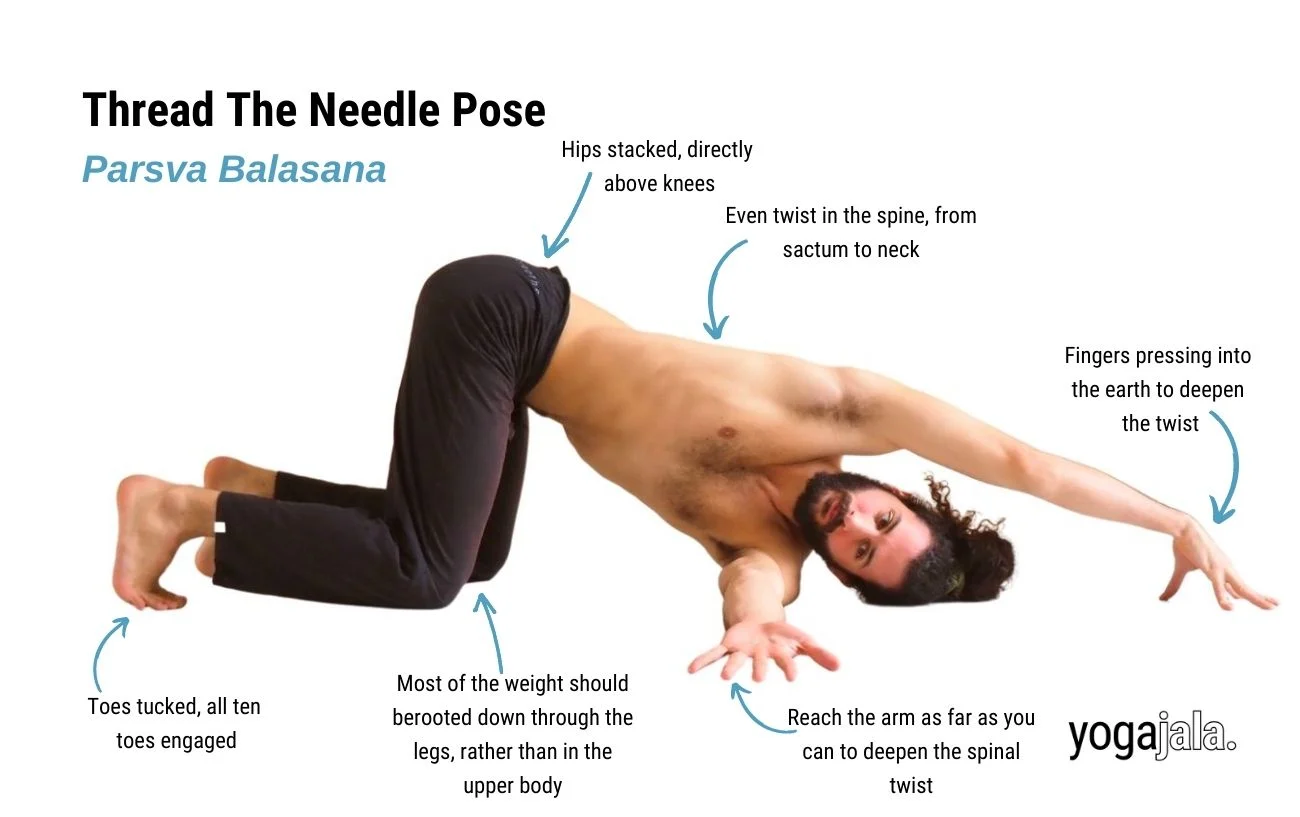 Thread The Needle Pose
Parsva Balasana
Hips stacked, directly
above knees
Even twist in the spine, from
sactum to neck
Fingers pressing into
the earth to deepen
the twist
Toes tucked, all ten
toes engaged
Most of the weight should
berooted down through the
legs, rather than in the
upper body
Reach the arm as far as you
can to deepen the spinal
twist
yogajala.